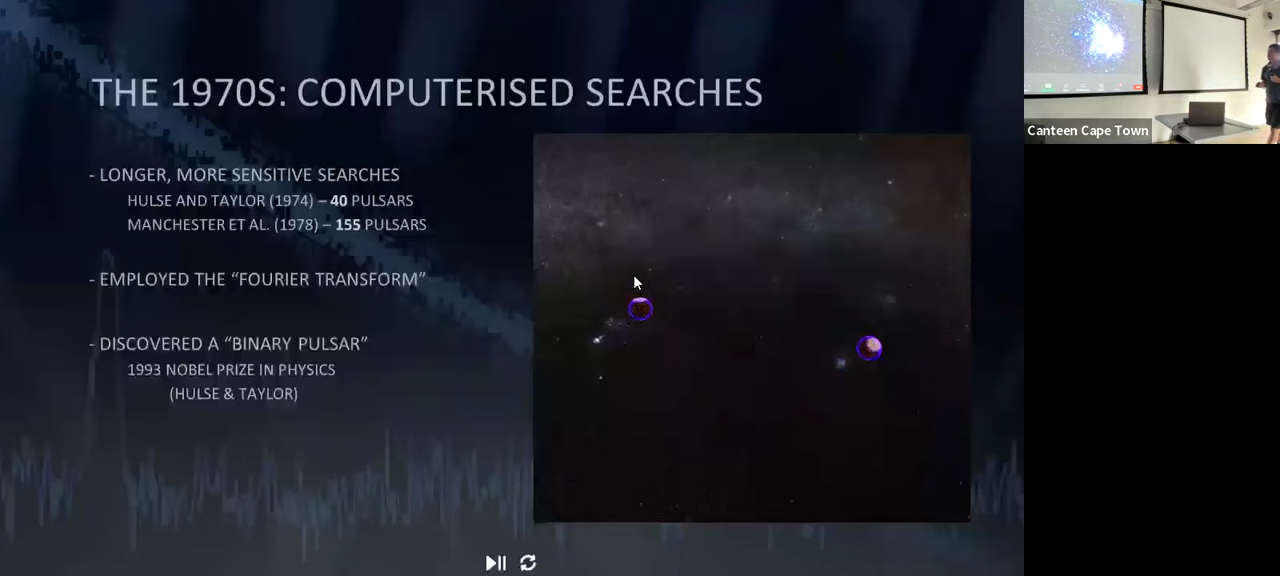 THE 1970S: COMPUTERISED SEARCHES
- LONGER, MORE SENSITIVE SEARCHES
HULSE AND TAYLOR (1974) – 40 PULSARS
MANCHESTER ET AL. (1978) – 155 PULSARS
- EMPLOYED THE “FOURIER TRANSFORM”
- DISCOVERED A “BINARY PULSAR”
1993 NOBEL PRIZE IN PHYSICS
(HULSE & TAYLOR)
Canteen Cape Town